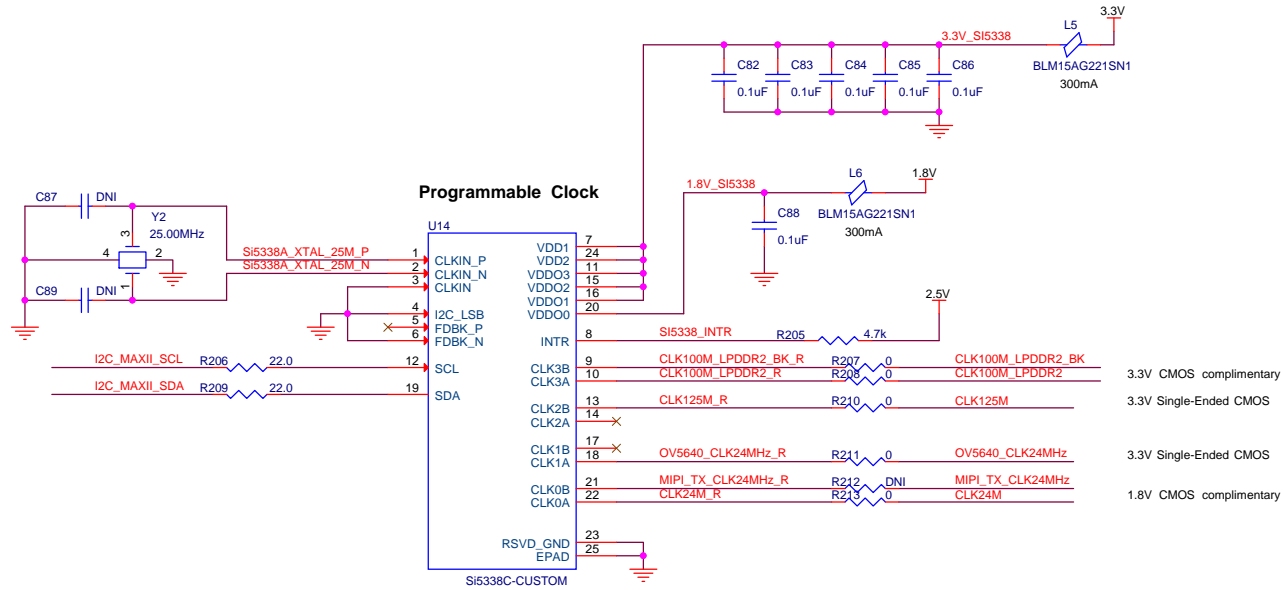 3.3V
L5
3.3V_SI5338
BLM15AG221SN1
300mA
C82 C83 C84 C85 C86
0.1uF 0.1uF 0.1uF 0.1uF 0.1uF
1.8V
L6
1.8V_SI5338
BLM15AG221SN1
300mA
C88
0.1uF
Programmable Clock
C87 DNI
Y2
25.00MHz
3
4 2
1
C89 DNI
Si5338A_XTAL_25M_P
Si5338A_XTAL_25M_N
U14
1 CLKIN_P
2 CLKIN_N
3 CLKIN
4 I2C_LSB
5 FDBK_P
6 FDBK_N
I2C_MAXII_SCL R206 22.0 12 SCL
I2C_MAXII_SDA R209 22.0 19 SDA
VDD1 7
VDD2 24
VDDO3 11
VDDO2 15
VDDO1 16
VDDO0 20
2.5V
INTR 8 SI5338_INTR R205 4.7k
CLK3B 9 CLK100M_LPDDR2_BK_R R207 0 CLK100M_LPDDR2_BK
CLK3A 10 CLK100M_LPDDR2_R R208 0 CLK100M_LPDDR2 3.3V CMOS complimentary
CLK2B 13 CLK125M_R R210 0 CLK125M 3.3V Single-Ended CMOS
CLK2A 14
CLK1B 17
CLK1A 18 OV5640_CLK24MHz_R R211 0 OV5640_CLK24MHz 3.3V Single-Ended CMOS
CLK0B 21 MIPI_TX_CLK24MHz_R R212 DNI MIPI_TX_CLK24MHz
CLK0A 22 CLK24M_R R213 0 CLK24M 1.8V CMOS complimentary
RSVD_GND 23
EPAD 25
Si5338C-CUSTOM